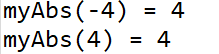 myAbs(-4) = 4
myAbs(4) = 4